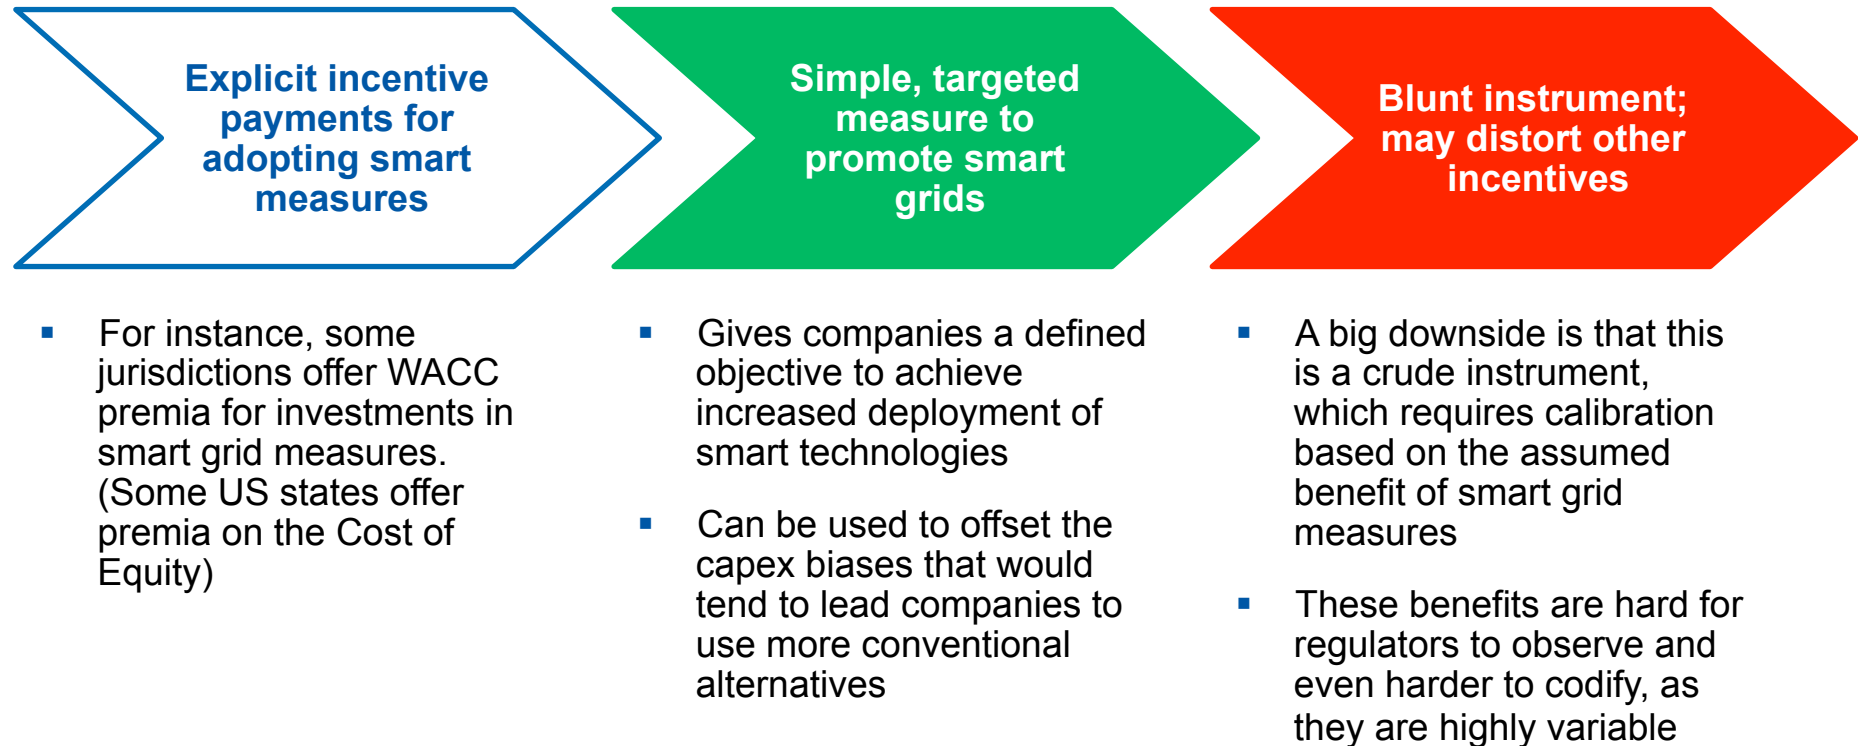 Explicit incentive
payments for
adopting smart
measures
Simple, targeted
measure to
promote smart
grids
Blunt instrument;
may distort other
incentives
▪ For instance, some
jurisdictions offer WACC
premia for investments in
smart grid measures.
(Some US states offer
premia on the Cost of
Equity)
▪ Gives companies a defined
objective to achieve
increased deployment of
smart technologies
▪ Can be used to offset the
capex biases that would
tend to lead companies to
use more conventional
alternatives
▪ A big downside is that this
is a crude instrument,
which requires calibration
based on the assumed
benefit of smart grid
measures
▪ These benefits are hard for
regulators to observe and
even harder to codify, as
they are highly variable